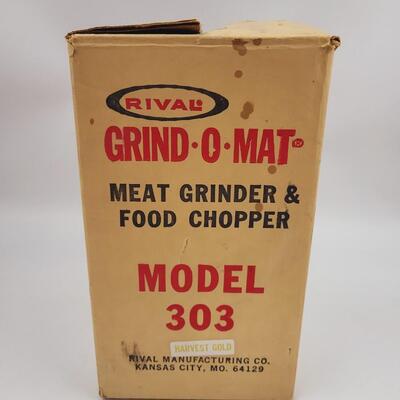 RIVAL®
GRIND·O·MAT®
MEAT GRINDER &
FOOD CHOPPER
MODEL
303
HARVEST GOLD
RIVAL MANUFACTURING CO.
KANSAS CITY, MO. 64129